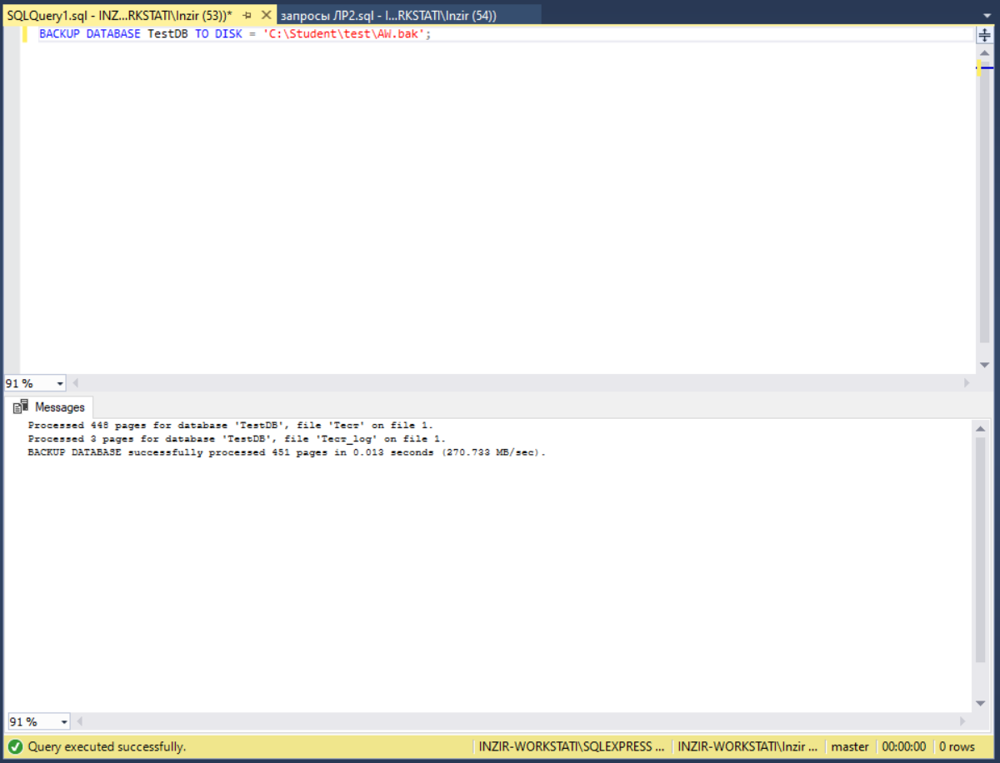 SQLQuery1.sql - INZ...RKSTATI\Inzir (53))* запросы ЛР2.sql - I...RKSTATI\Inzir (54))
BACKUP DATABASE TestDB TO DISK = 'C:\Student\test\AW.bak';
91 %
Messages
Processed 448 pages for database 'TestDB', file 'Тест' on file 1.
Processed 3 pages for database 'TestDB', file 'Тест_log' on file 1.
BACKUP DATABASE successfully processed 451 pages in 0.013 seconds (270.733 MB/sec).
91 %
Query executed successfully. INZIR-WORKSTATI\SQLEXPRESS ... INZIR-WORKSTATI\Inzir ... master 00:00:00 0 rows